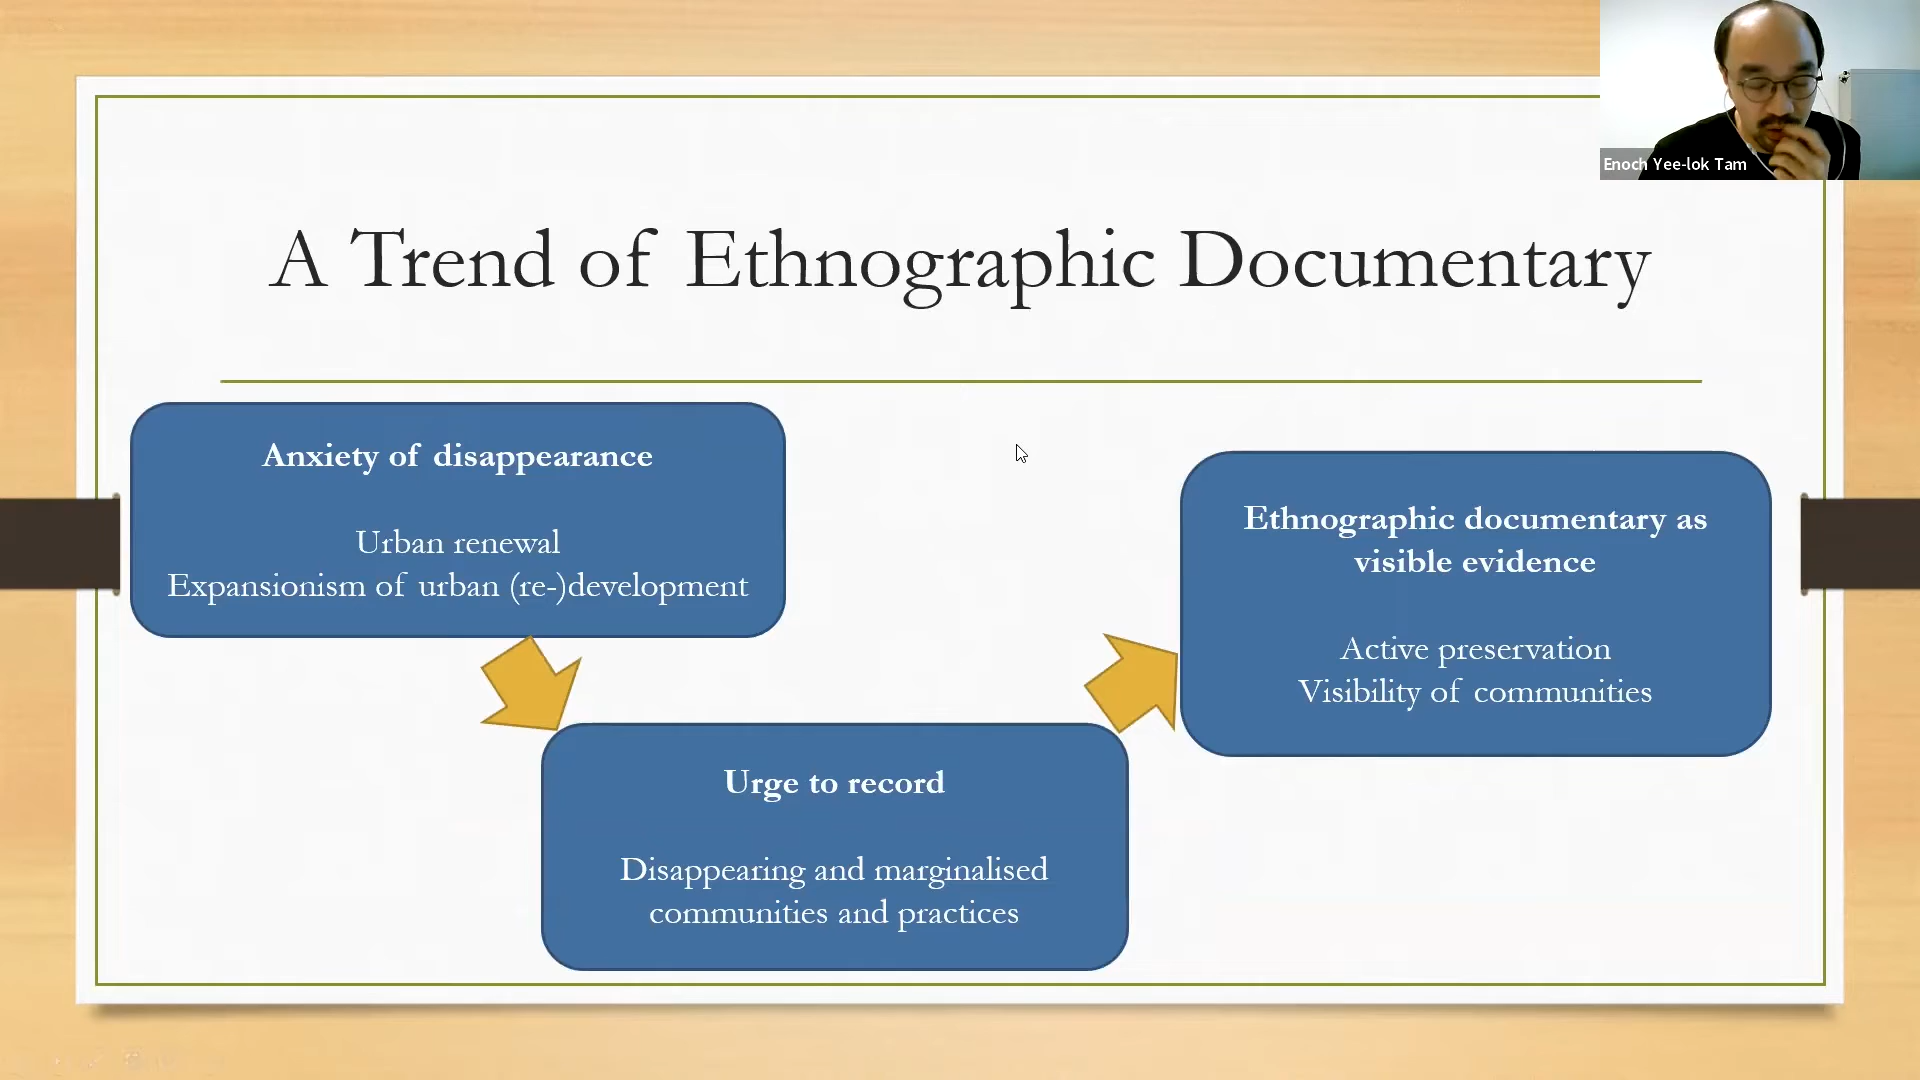 Enoch Yee-lok Tam
A Trend of Ethnographic Documentary
Anxiety of disappearance
Urban renewal
Expansionism of urban (re-)development
Urge to record
Disappearing and marginalised
communities and practices
Ethnographic documentary as
visible evidence
Active preservation
Visibility of communities